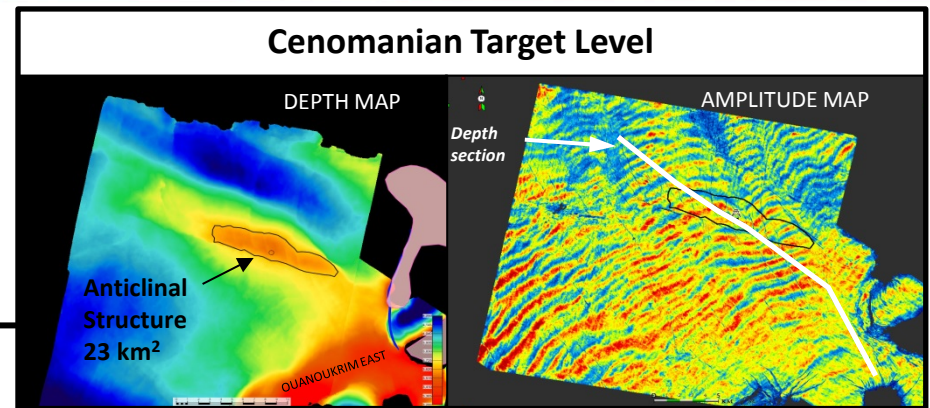 Cenomanian Target Level
DEPTH MAP
AMPLITUDE MAP
Depth
section
Anticlinal
Structure
23 km²
OUANOUKRIM EAST